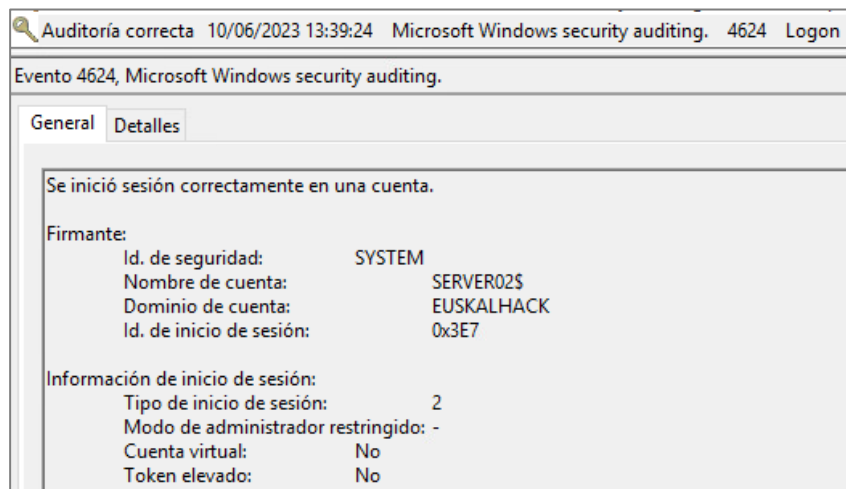 Auditoría correcta 10/06/2023 13:39:24 Microsoft Windows security auditing. 4624 Logon
Evento 4624, Microsoft Windows security auditing.
General Detalles
Se inició sesión correctamente en una cuenta.
Firmante:
Id. de seguridad: SYSTEM
Nombre de cuenta: SERVER02$
Dominio de cuenta: EUSKALHACK
Id. de inicio de sesión: 0x3E7
Información de inicio de sesión:
Tipo de inicio de sesión: 2
Modo de administrador restringido: -
Cuenta virtual: No
Token elevado: No